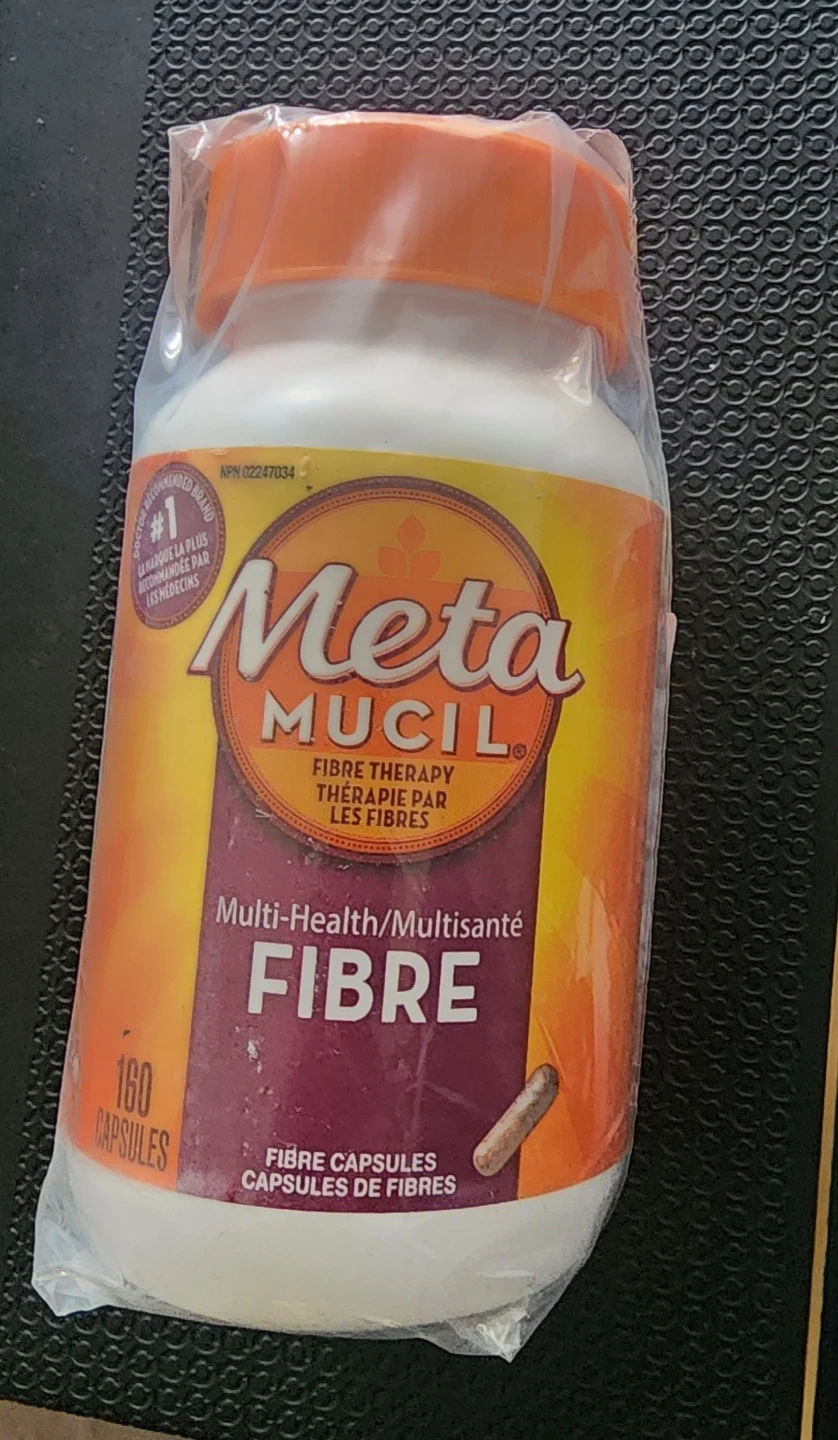 NPN 02247034
DOCTOR RECOMMENDED BRAND
#1
LA MARQUE LA PLUS
RECOMMANDÉE PAR
LES MÉDECINS
Meta
MUCIL®
FIBRE THERAPY
THÉRAPIE PAR
LES FIBRES
Multi-Health/Multisanté
FIBRE
160
CAPSULES
FIBRE CAPSULES
CAPSULES DE FIBRES